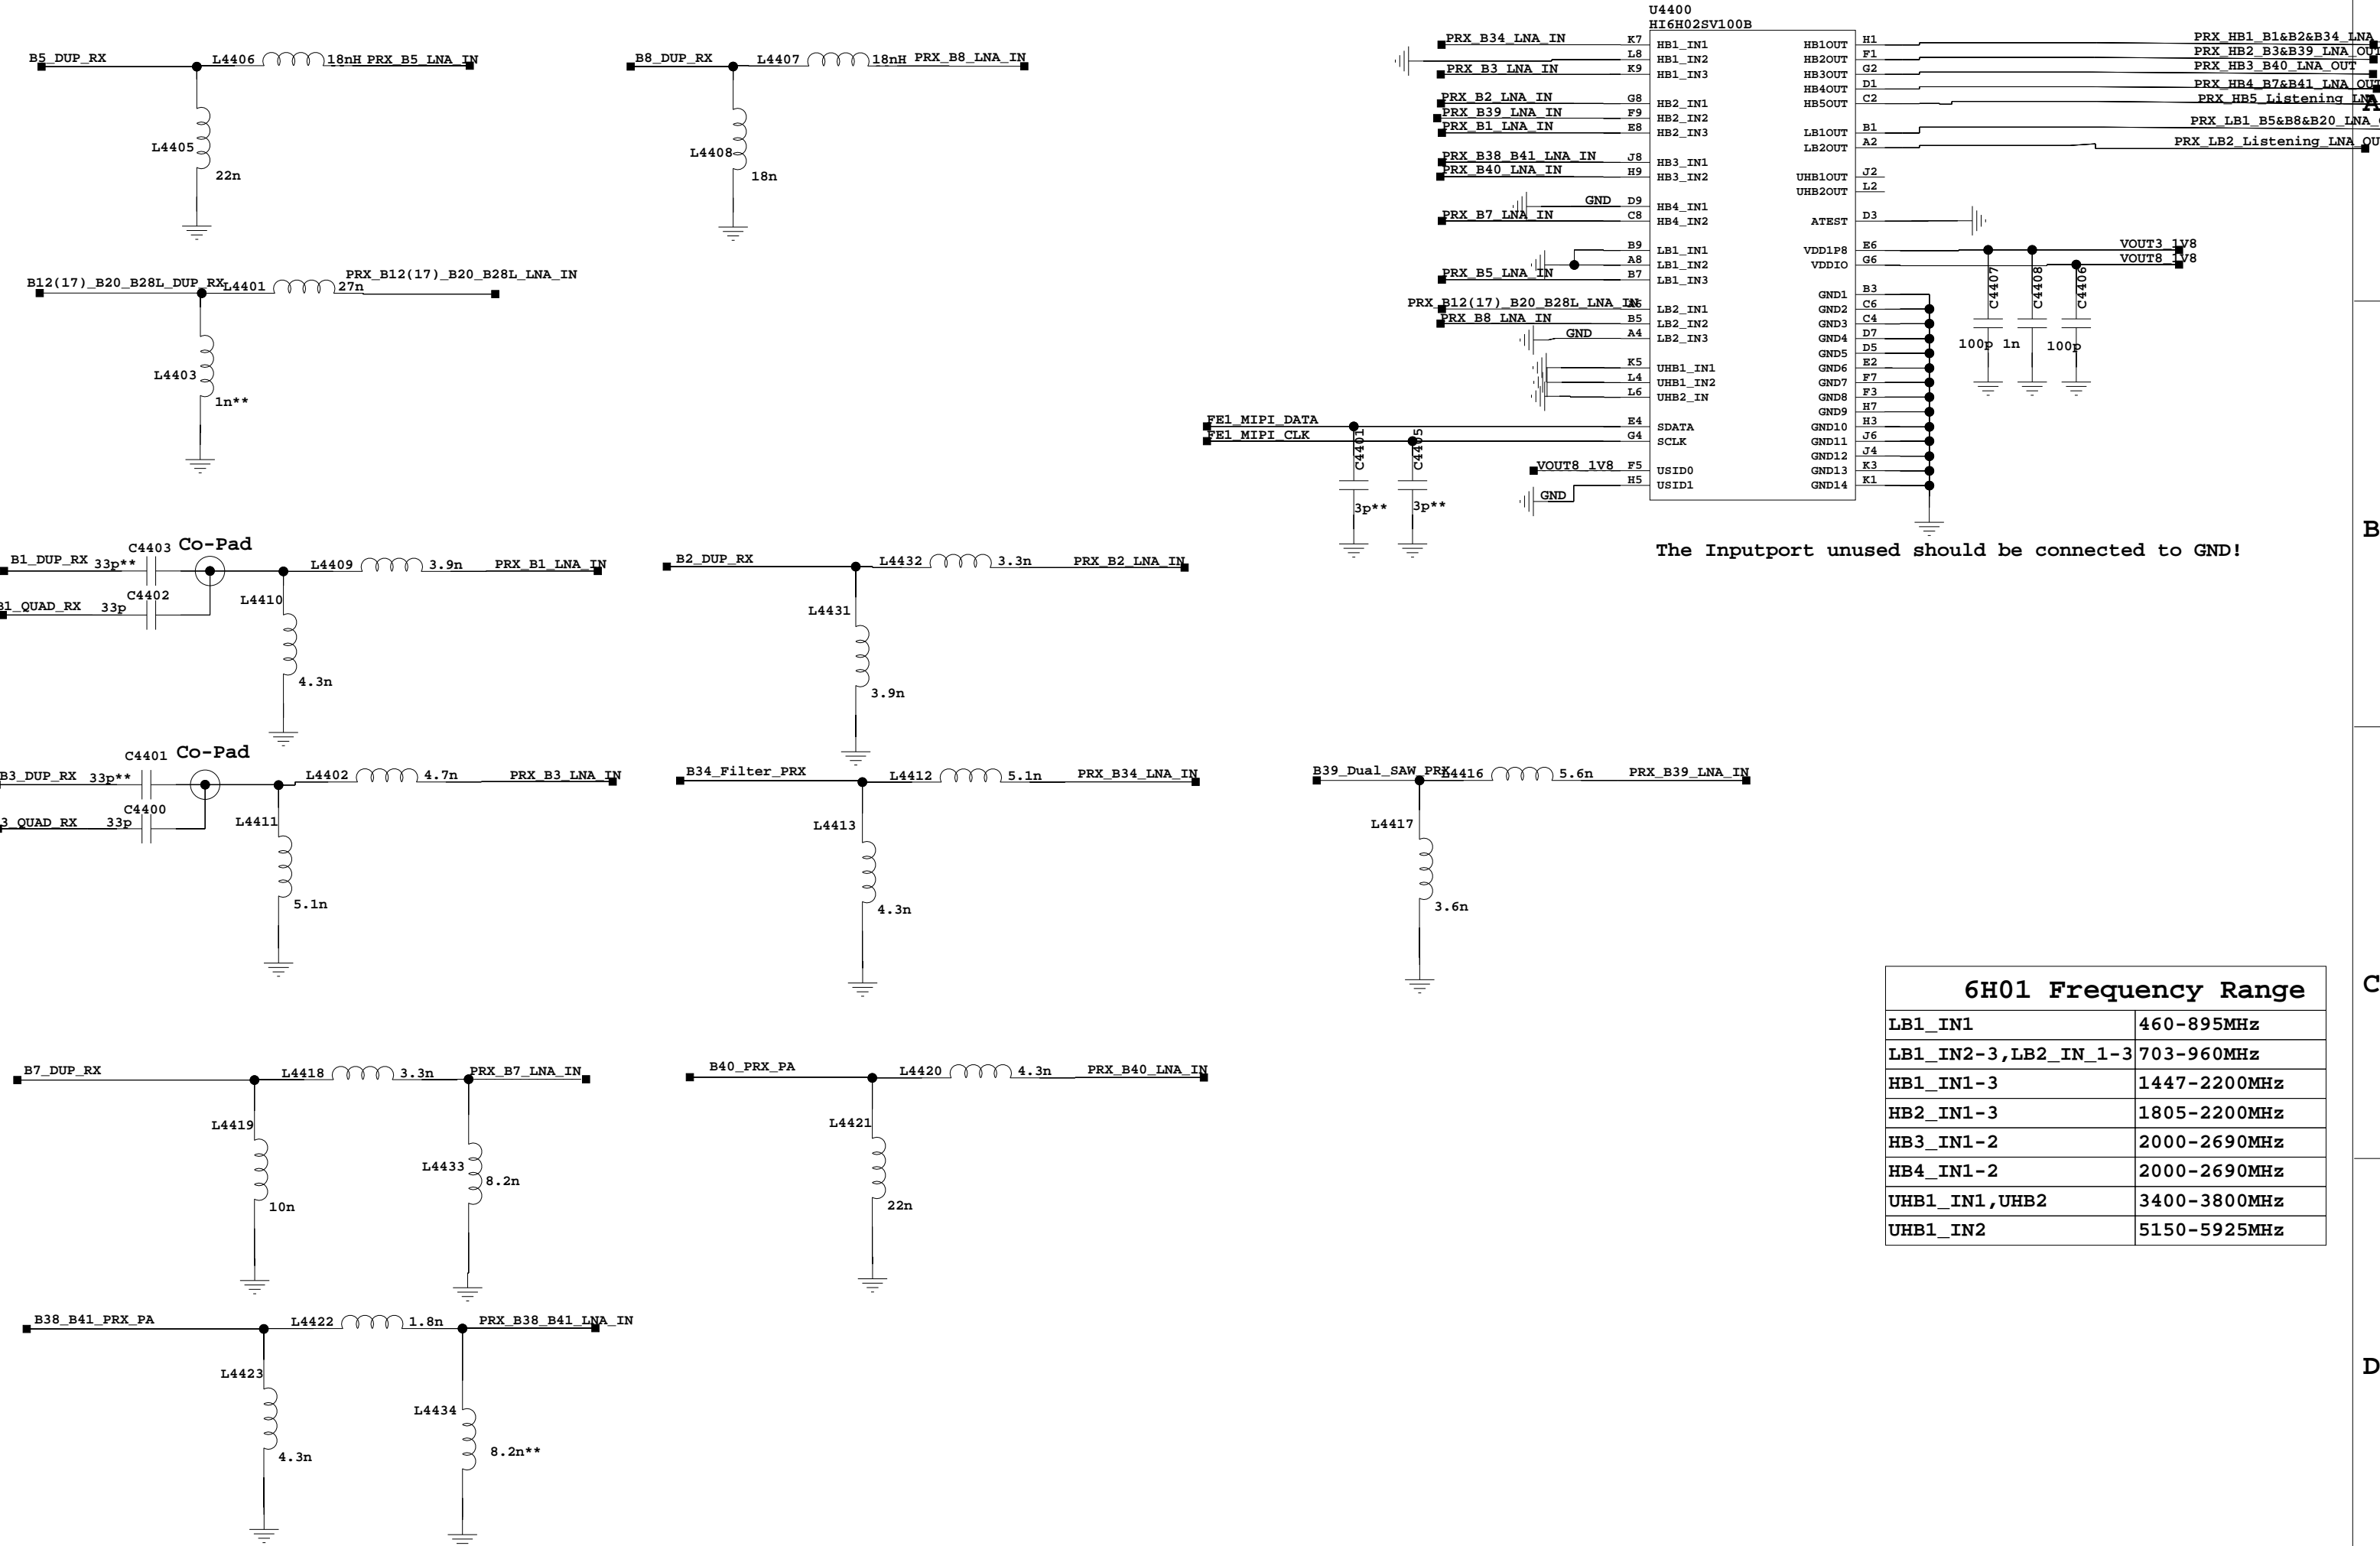 U4400
HI6H02SV100B
B5_DUP_RX L4406 18nH PRX_B5_LNA_IN
L4405
22n
B8_DUP_RX L4407 18nH PRX_B8_LNA_IN
L4408
18n
B12(17)_B20_B28L_DUP_RX L4401 27n PRX_B12(17)_B20_B28L_LNA_IN
L4403
1n**
PRX_B34_LNA_IN K7 HB1_IN1
L8 HB1_IN2
PRX_B3_LNA_IN K9 HB1_IN3
PRX_B2_LNA_IN G8 HB2_IN1
PRX_B39_LNA_IN F9 HB2_IN2
PRX_B1_LNA_IN E8 HB2_IN3
PRX_B38_B41_LNA_IN J8 HB3_IN1
PRX_B40_LNA_IN H9 HB3_IN2
GND D9 HB4_IN1
PRX_B7_LNA_IN C8 HB4_IN2
B9 LB1_IN1
A8 LB1_IN2
PRX_B5_LNA_IN B7 LB1_IN3
PRX_B12(17)_B20_B28L_LNA_IN A6 LB2_IN1
PRX_B8_LNA_IN B5 LB2_IN2
GND A4 LB2_IN3
K5 UHB1_IN1
L4 UHB1_IN2
L6 UHB2_IN
FE1_MIPI_DATA E4 SDATA
FE1_MIPI_CLK G4 SCLK
VOUT8_1V8 F5 USID0
GND H5 USID1
C4401
3p**
C4405
3p**
HB1OUT H1 PRX_HB1_B1&B2&B34_LNA
HB2OUT F1 PRX_HB2_B3&B39_LNA_OUT
HB3OUT G2 PRX_HB3_B40_LNA_OUT
HB4OUT D1 PRX_HB4_B7&B41_LNA_OUT
HB5OUT C2 PRX_HB5_Listening_LNA
LB1OUT B1 PRX_LB1_B5&B8&B20_LNA
LB2OUT A2 PRX_LB2_Listening_LNA_OU
UHB1OUT J2
UHB2OUT L2
ATEST D3
VDD1P8 E6 VOUT3_1V8
VDDIO G6 VOUT8_1V8
GND1 B3
GND2 C6
GND3 C4
GND4 D7
GND5 D5
GND6 E2
GND7 F7
GND8 F3
GND9 H7
GND10 H3
GND11 J6
GND12 J4
GND13 K3
GND14 K1
C4407 C4408 C4406
100p 1n 100p
A
B
The Inputport unused should be connected to GND!
B1_DUP_RX 33p** C4403 Co-Pad L4409 3.9n PRX_B1_LNA_IN
B1_QUAD_RX 33p C4402
L4410
4.3n
B2_DUP_RX L4432 3.3n PRX_B2_LNA_IN
L4431
3.9n
B3_DUP_RX 33p** C4401 Co-Pad L4402 4.7n PRX_B3_LNA_IN
3_QUAD_RX 33p C4400
L4411
5.1n
B34_Filter_PRX L4412 5.1n PRX_B34_LNA_IN
L4413
4.3n
B39_Dual_SAW_PRX L4416 5.6n PRX_B39_LNA_IN
L4417
3.6n
C
6H01 Frequency Range
LB1_IN1 460-895MHz
LB1_IN2-3,LB2_IN_1-3 703-960MHz
HB1_IN1-3 1447-2200MHz
HB2_IN1-3 1805-2200MHz
HB3_IN1-2 2000-2690MHz
HB4_IN1-2 2000-2690MHz
UHB1_IN1,UHB2 3400-3800MHz
UHB1_IN2 5150-5925MHz
B7_DUP_RX L4418 3.3n PRX_B7_LNA_IN
L4419
10n
L4433
8.2n
B40_PRX_PA L4420 4.3n PRX_B40_LNA_IN
L4421
22n
B38_B41_PRX_PA L4422 1.8n PRX_B38_B41_LNA_IN
L4423
4.3n
L4434
8.2n**
D